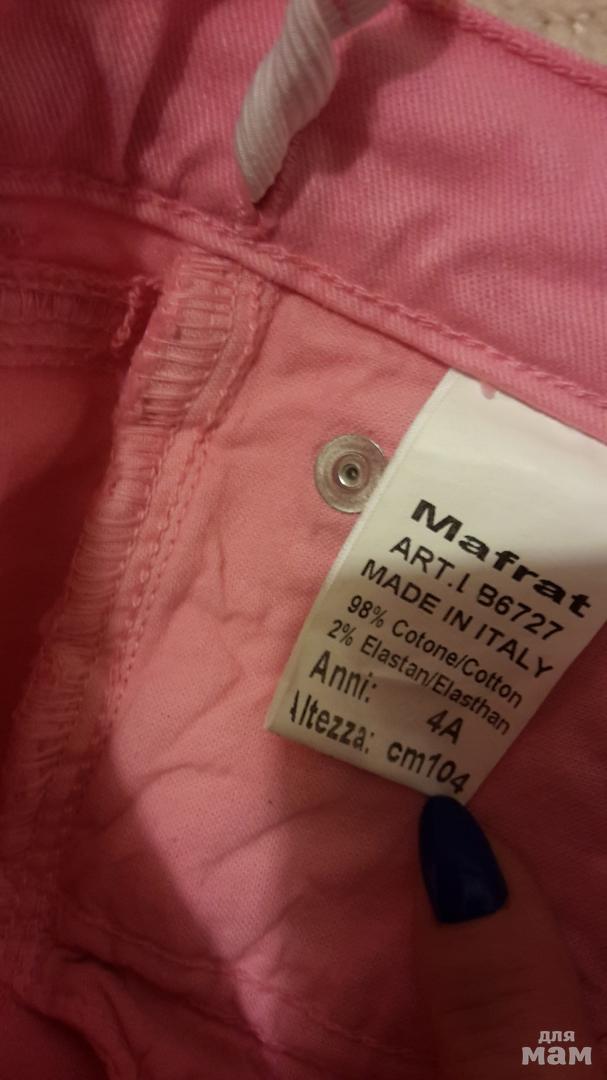 Mafrat
ART.L B6727
MADE IN ITALY
98% Cotone/Cotton
2% Elastan/Elasthan
Anni: 4A
Altezza: cm104
для
мам